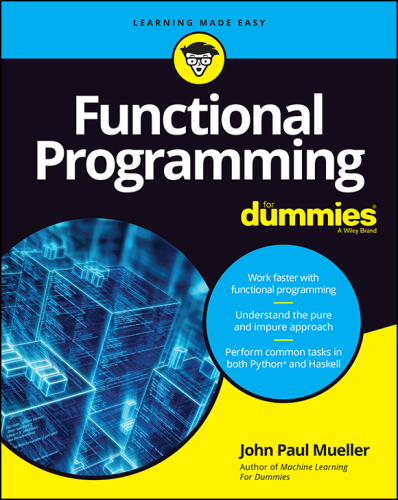 LEARNING MADE EASY
Functional
Programming
for
dummies®
A Wiley Brand
Work faster with
functional programming
Understand the pure
and impure approach
Perform common tasks in
both Python® and Haskell
John Paul Mueller
Author of Machine Learning
For Dummies